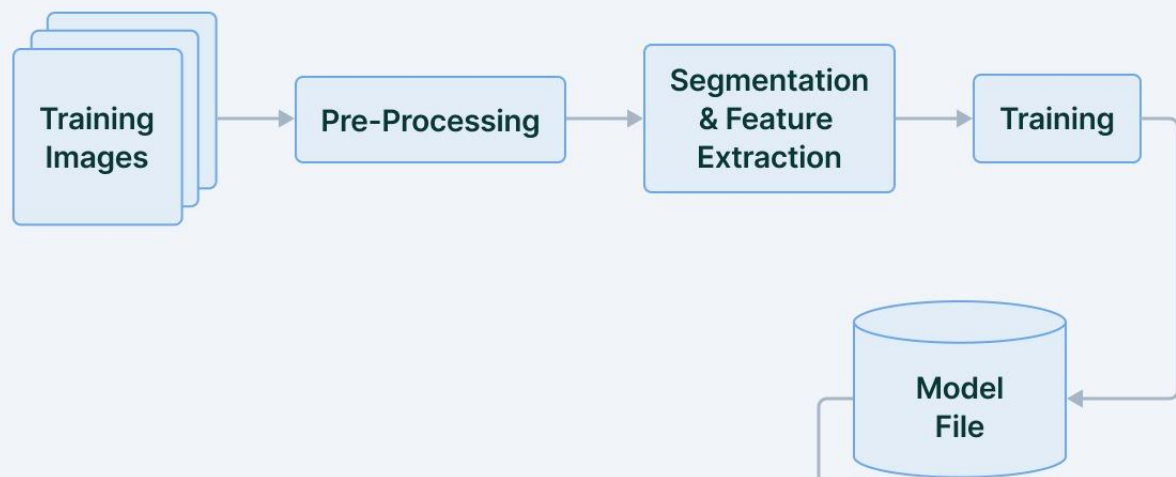 Training
Images
Pre-Processing
Segmentation
& Feature
Extraction
Training
Model
File